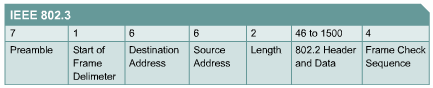 IEEE 802.3
7 1 6 6 2 46 to 1500 4
Preamble Start of Destination Source Length 802.2 Header Frame Check
Frame Address Address and Data Sequence
Delimeter